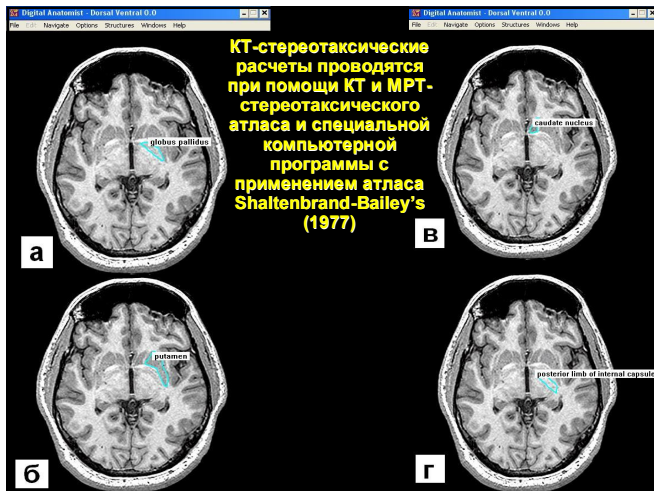 Digital Anatomist - Dorsal Ventral 0.0
File Edit Navigate Options Structures Windows Help
globus pallidus
а
КТ-стереотаксические
расчеты проводятся
при помощи КТ и МРТ-
стереотаксического
атласа и специальной
компьютерной
программы с
применением атласа
Shaltenbrand-Bailey's
(1977)
Digital Anatomist - Dorsal Ventral 0.0
File Edit Navigate Options Structures Windows Help
caudate nucleus
в
putamen
б
posterior limb of internal capsule
г